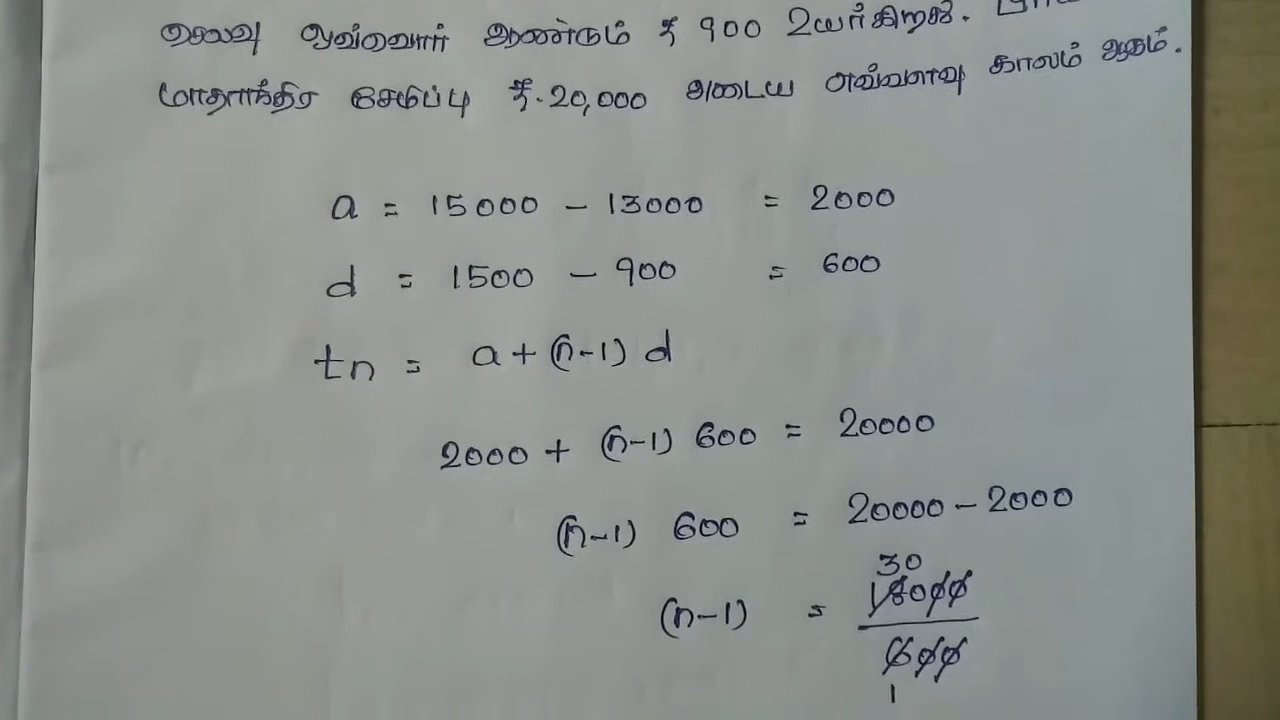 செலவு ஒவ்வொர் ஆண்டும் ₹ 900 உயர்கிறது.
மாதாந்திர சேமிப்பு ₹.20,000 அடைய எவ்வளவு காலம் ஆகும்.
a = 15000 – 13000 = 2000
d = 1500 – 900 = 600
tn = a + (n-1) d
2000 + (n-1) 600 = 20000
(n-1) 600 = 20000 – 2000
30
(n-1) = 18000
600
1